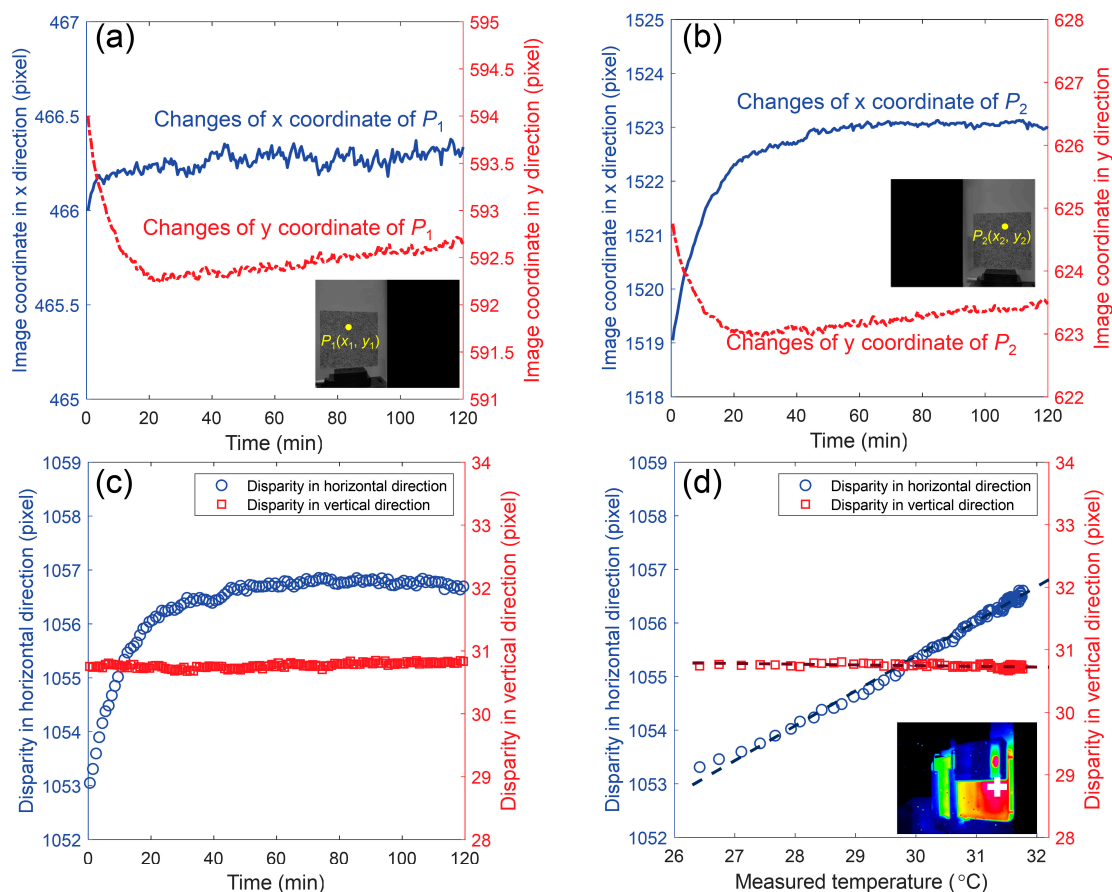 (a)
Image coordinate in x direction (pixel)
467
466.5
466
465.5
465
Changes of x coordinate of P1
Changes of y coordinate of P1
P1(x1, y1)
595
594.5
594
593.5
593
592.5
592
591.5
591
Image coordinate in y direction (pixel)
0 20 40 60 80 100 120
Time (min)
(b)
Image coordinate in x direction (pixel)
1525
1524
1523
1522
1521
1520
1519
1518
Changes of x coordinate of P2
P2(x2, y2)
Changes of y coordinate of P2
628
627
626
625
624
623
622
Image coordinate in y direction
0 20 40 60 80 100 120
Time (min)
(c)
Disparity in horizontal direction (pixel)
1059
1058
1057
1056
1055
1054
1053
1052
Disparity in horizontal direction
Disparity in vertical direction
34
33
32
31
30
29
28
Disparity in vertical direction (pixel)
0 20 40 60 80 100 120
Time (min)
(d)
Disparity in horizontal direction (pixel)
1059
1058
1057
1056
1055
1054
1053
1052
Disparity in horizontal direction
Disparity in vertical direction
34
33
32
31
30
29
28
Disparity in vertical direction (pixel)
26 27 28 29 30 31 32
Measured temperature (°C)